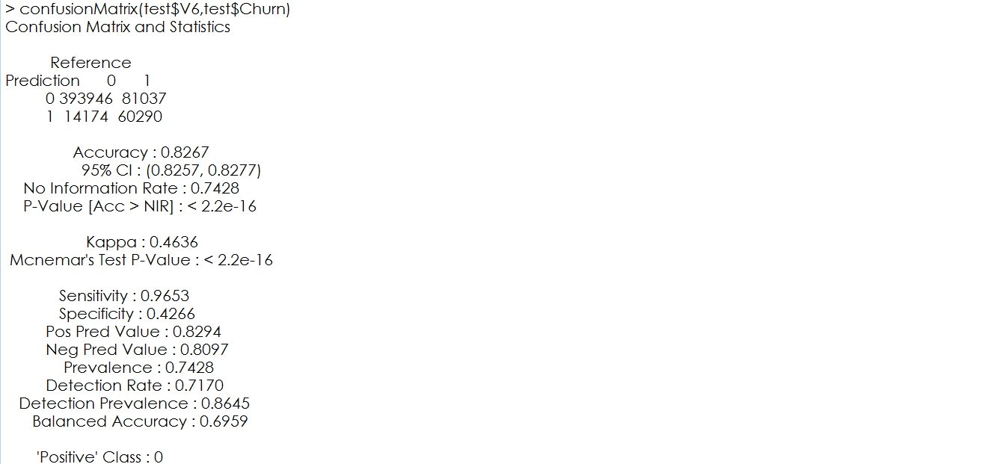 > confusionMatrix(test$V6,test$Churn)
Confusion Matrix and Statistics
Reference
Prediction 0 1
0 393946 81037
1 14174 60290
Accuracy : 0.8267
95% CI : (0.8257, 0.8277)
No Information Rate : 0.7428
P-Value [Acc > NIR] : < 2.2e-16
Kappa : 0.4636
Mcnemar's Test P-Value : < 2.2e-16
Sensitivity : 0.9653
Specificity : 0.4266
Pos Pred Value : 0.8294
Neg Pred Value : 0.8097
Prevalence : 0.7428
Detection Rate : 0.7170
Detection Prevalence : 0.8645
Balanced Accuracy : 0.6959
'Positive' Class : 0